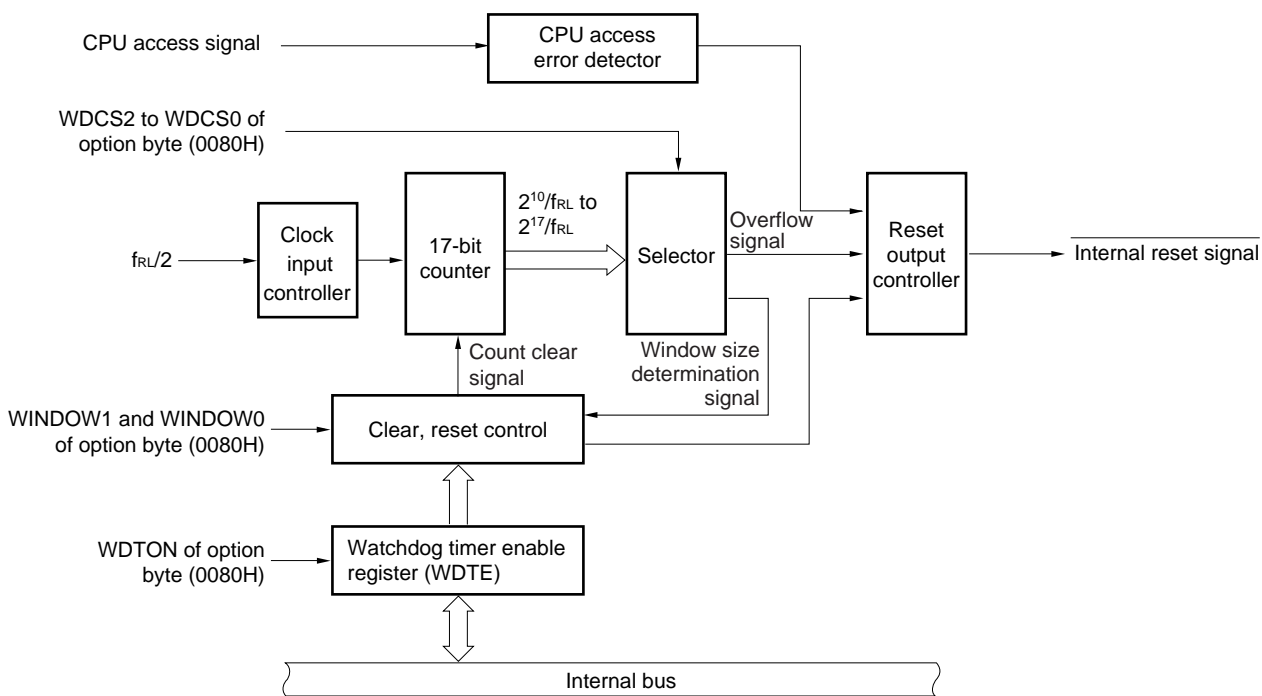 CPU access signal
CPU access
error detector
WDCS2 to WDCS0 of
option byte (0080H)
fRL/2
Clock
input
controller
17-bit
counter
2¹⁰/fRL to
2¹⁷/fRL
Selector
Overflow
signal
Reset
output
controller
Internal reset signal
Count clear
signal
Window size
determination
signal
WINDOW1 and WINDOW0
of option byte (0080H)
Clear, reset control
WDTON of option
byte (0080H)
Watchdog timer enable
register (WDTE)
Internal bus